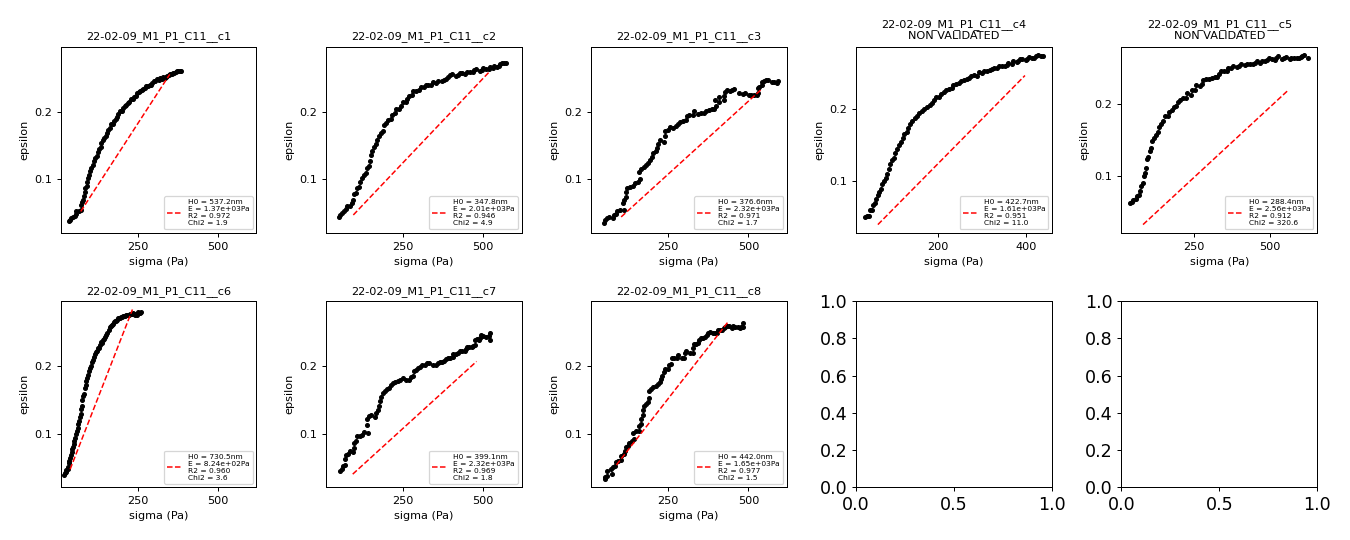 22-02-09_M1_P1_C11__c1
epsilon
0.2
0.1
H0 = 537.2nm
E = 1.37e+03Pa
R2 = 0.972
Chi2 = 1.9
250
500
sigma (Pa)
22-02-09_M1_P1_C11__c2
epsilon
0.2
0.1
H0 = 347.8nm
E = 2.01e+03Pa
R2 = 0.946
Chi2 = 4.9
250
500
sigma (Pa)
22-02-09_M1_P1_C11__c3
epsilon
0.2
0.1
H0 = 376.6nm
E = 2.32e+03Pa
R2 = 0.971
Chi2 = 1.7
250
500
sigma (Pa)
22-02-09_M1_P1_C11__c4
NON VALIDATED
epsilon
0.2
0.1
H0 = 422.7nm
E = 1.61e+03Pa
R2 = 0.951
Chi2 = 11.0
200
400
sigma (Pa)
22-02-09_M1_P1_C11__c5
NON VALIDATED
epsilon
0.2
0.1
H0 = 288.4nm
E = 2.56e+03Pa
R2 = 0.912
Chi2 = 320.6
250
500
sigma (Pa)
22-02-09_M1_P1_C11__c6
epsilon
0.2
0.1
H0 = 730.5nm
E = 8.24e+02Pa
R2 = 0.960
Chi2 = 3.6
250
500
sigma (Pa)
22-02-09_M1_P1_C11__c7
epsilon
0.2
0.1
H0 = 399.1nm
E = 2.32e+03Pa
R2 = 0.969
Chi2 = 1.8
250
500
sigma (Pa)
22-02-09_M1_P1_C11__c8
epsilon
0.2
0.1
H0 = 442.0nm
E = 1.65e+03Pa
R2 = 0.977
Chi2 = 1.5
250
500
sigma (Pa)
1.0
0.8
0.6
0.4
0.2
0.0
0.0
0.5
1.0
1.0
0.8
0.6
0.4
0.2
0.0
0.0
0.5
1.0